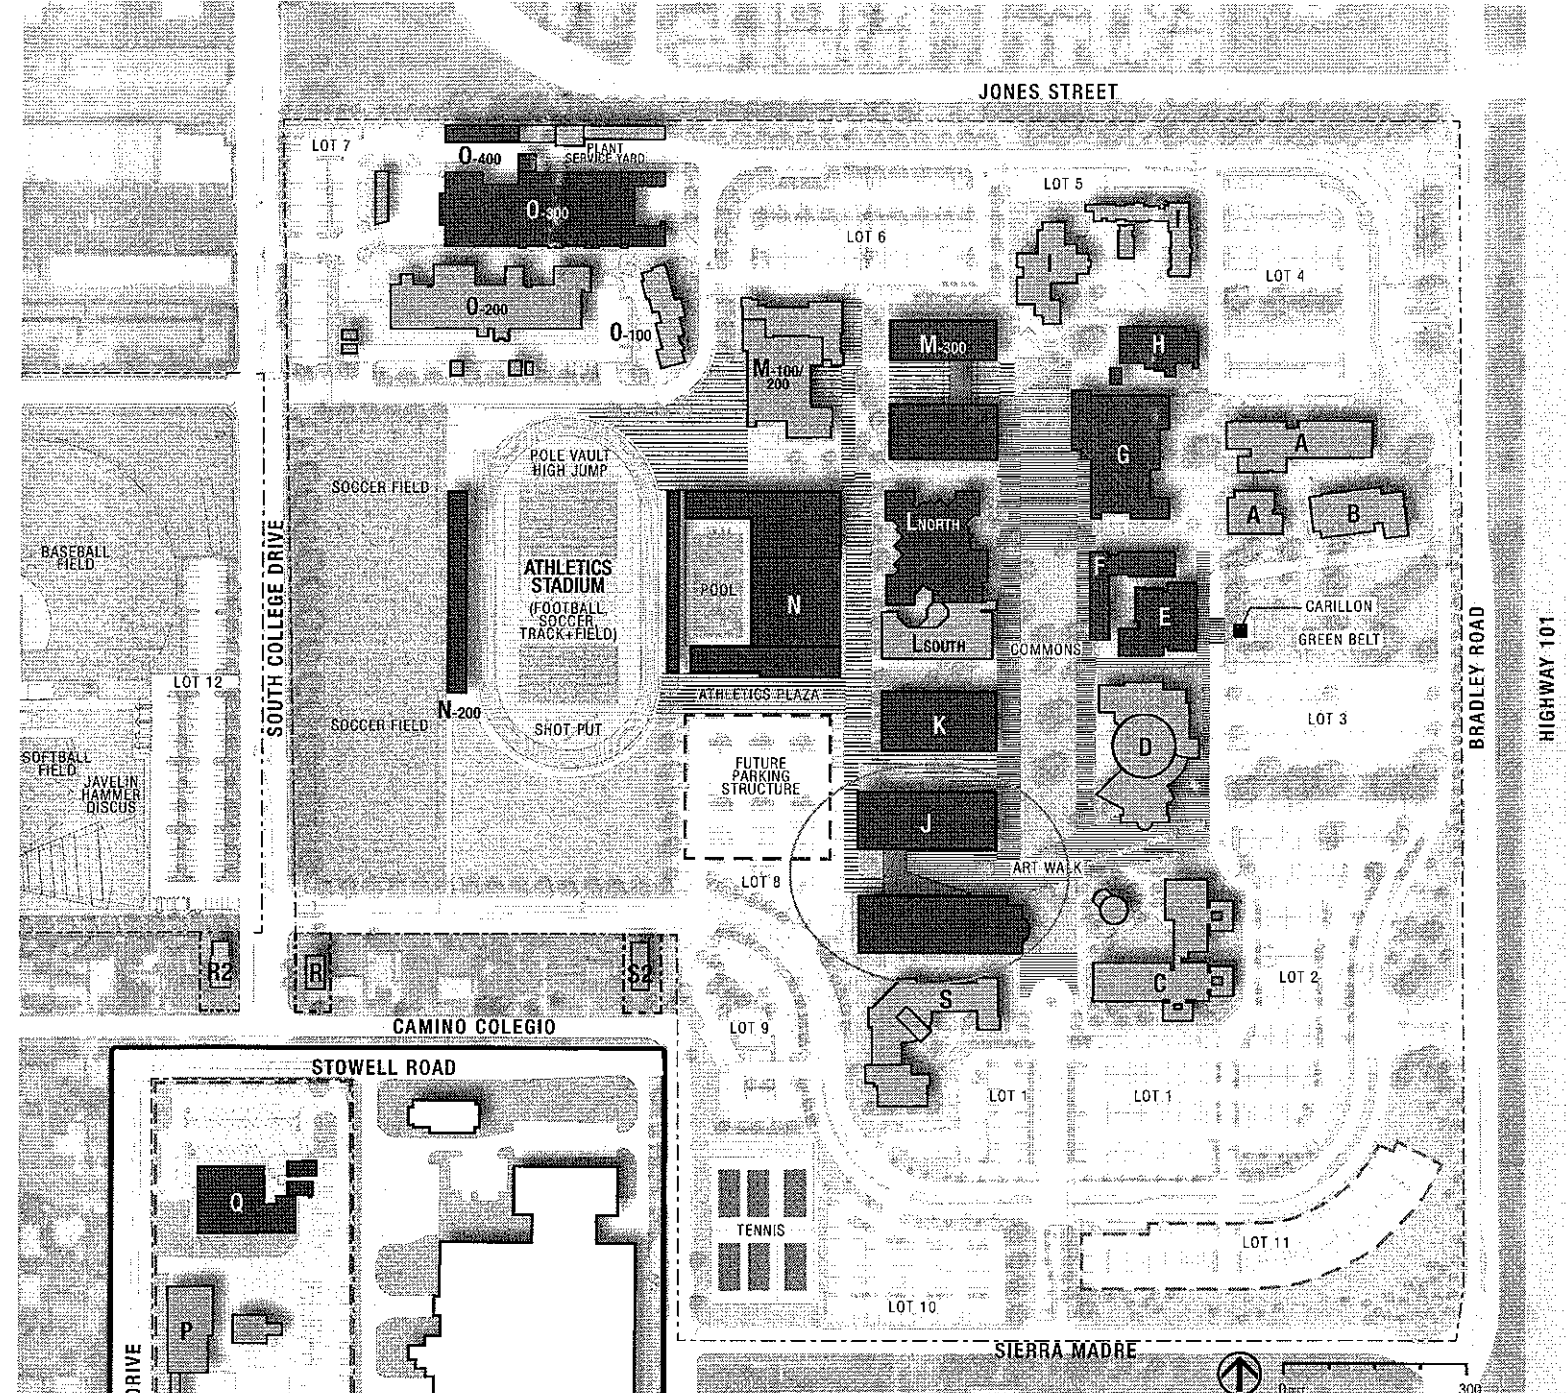 JONES STREET
LOT 7
O-400
PLANT
SERVICE YARD
LOT 5
O-300
I
LOT 6
I
LOT 4
O-200
O-100
M-300
H
M-100/
200
A
G
POLE VAULT
HIGH JUMP
SOCCER FIELD
A
B
LNORTH
BASEBALL
FIELD
SOUTH COLLEGE DRIVE
ATHLETICS
STADIUM
(FOOTBALL,
SOCCER,
TRACK+FIELD)
POOL
N
F
E
CARILLON
GREEN BELT
LSOUTH
COMMONS
BRADLEY ROAD
HIGHWAY 101
LOT 12
ATHLETICS PLAZA
N-200
SOCCER FIELD
SHOT PUT
K
LOT 3
D
SOFTBALL
FIELD
JAVELIN
HAMMER
DISCUS
FUTURE
PARKING
STRUCTURE
J
ART WALK
LOT 8
R2
R
S2
C
LOT 2
S
CAMINO COLEGIO
LOT 9
STOWELL ROAD
LOT 1
LOT 1
Q
TENNIS
LOT 11
LOT 10
P
SIERRA MADRE
DRIVE
300